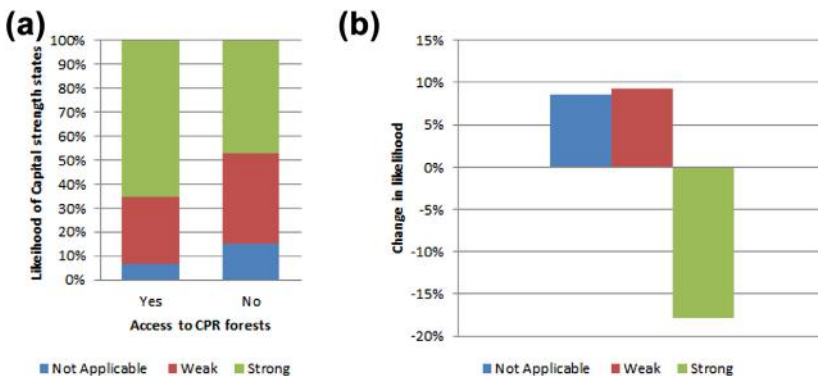 (a)
100%
90%
80%
70%
60%
50%
40%
30%
20%
10%
0%
Likelihood of Capital strength states
Yes No
Access to CPR forests
Not Applicable Weak Strong
(b)
15%
10%
5%
0%
-5%
-10%
-15%
-20%
Change in likelihood
Not Applicable Weak Strong